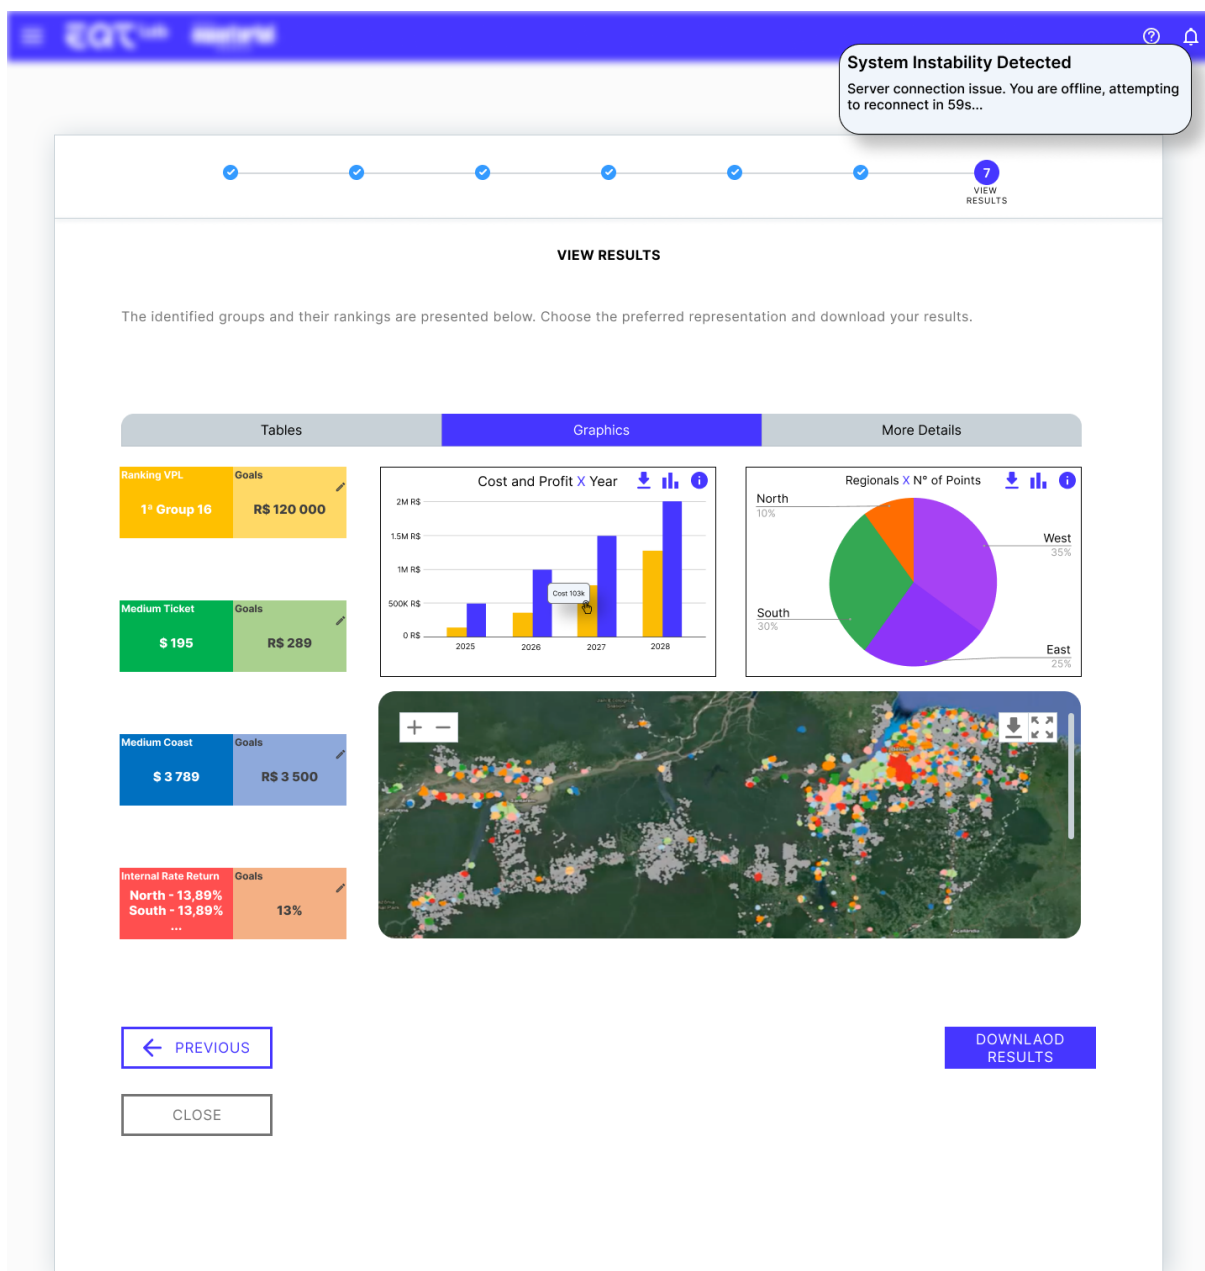 System Instability Detected
Server connection issue. You are offline, attempting
to reconnect in 59s...
7
VIEW
RESULTS
VIEW RESULTS
The identified groups and their rankings are presented below. Choose the preferred representation and download your results.
Tables
Graphics
More Details
Ranking VPL
Goals
1ª Group 16
R$ 120 000
Medium Ticket
Goals
$ 195
R$ 289
Medium Coast
Goals
$ 3 789
R$ 3 500
Internal Rate Return
Goals
North - 13,89%
South - 13,89%
...
13%
Cost and Profit X Year
2M R$
1.5M R$
1M R$
500K R$
0 R$
Cost 103k
2025
2026
2027
2028
Regionals X N° of Points
North
10%
West
35%
South
30%
East
25%
PREVIOUS
DOWNLAOD
RESULTS
CLOSE